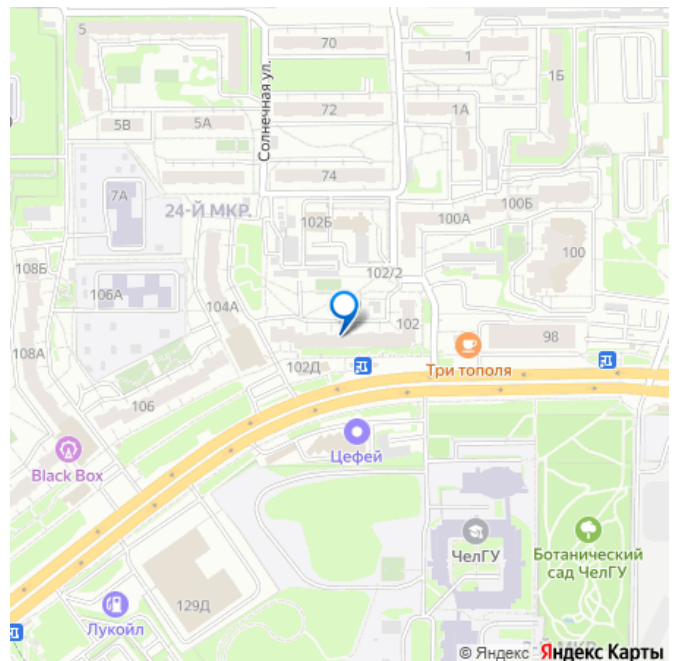 5
70
1
1Б
Солнечная ул.
5В
5А
72
1А
74
7А
24-Й МКР.
102Б
100А
100Б
100
108Б
106А
102/2
104А
102
98
108А
102Д
Три тополя
106
Black Box
Цефей
ЧелГУ
Ботанический
сад ЧелГУ
129Д
Лукойл
© Яндекс Яндекс Карты